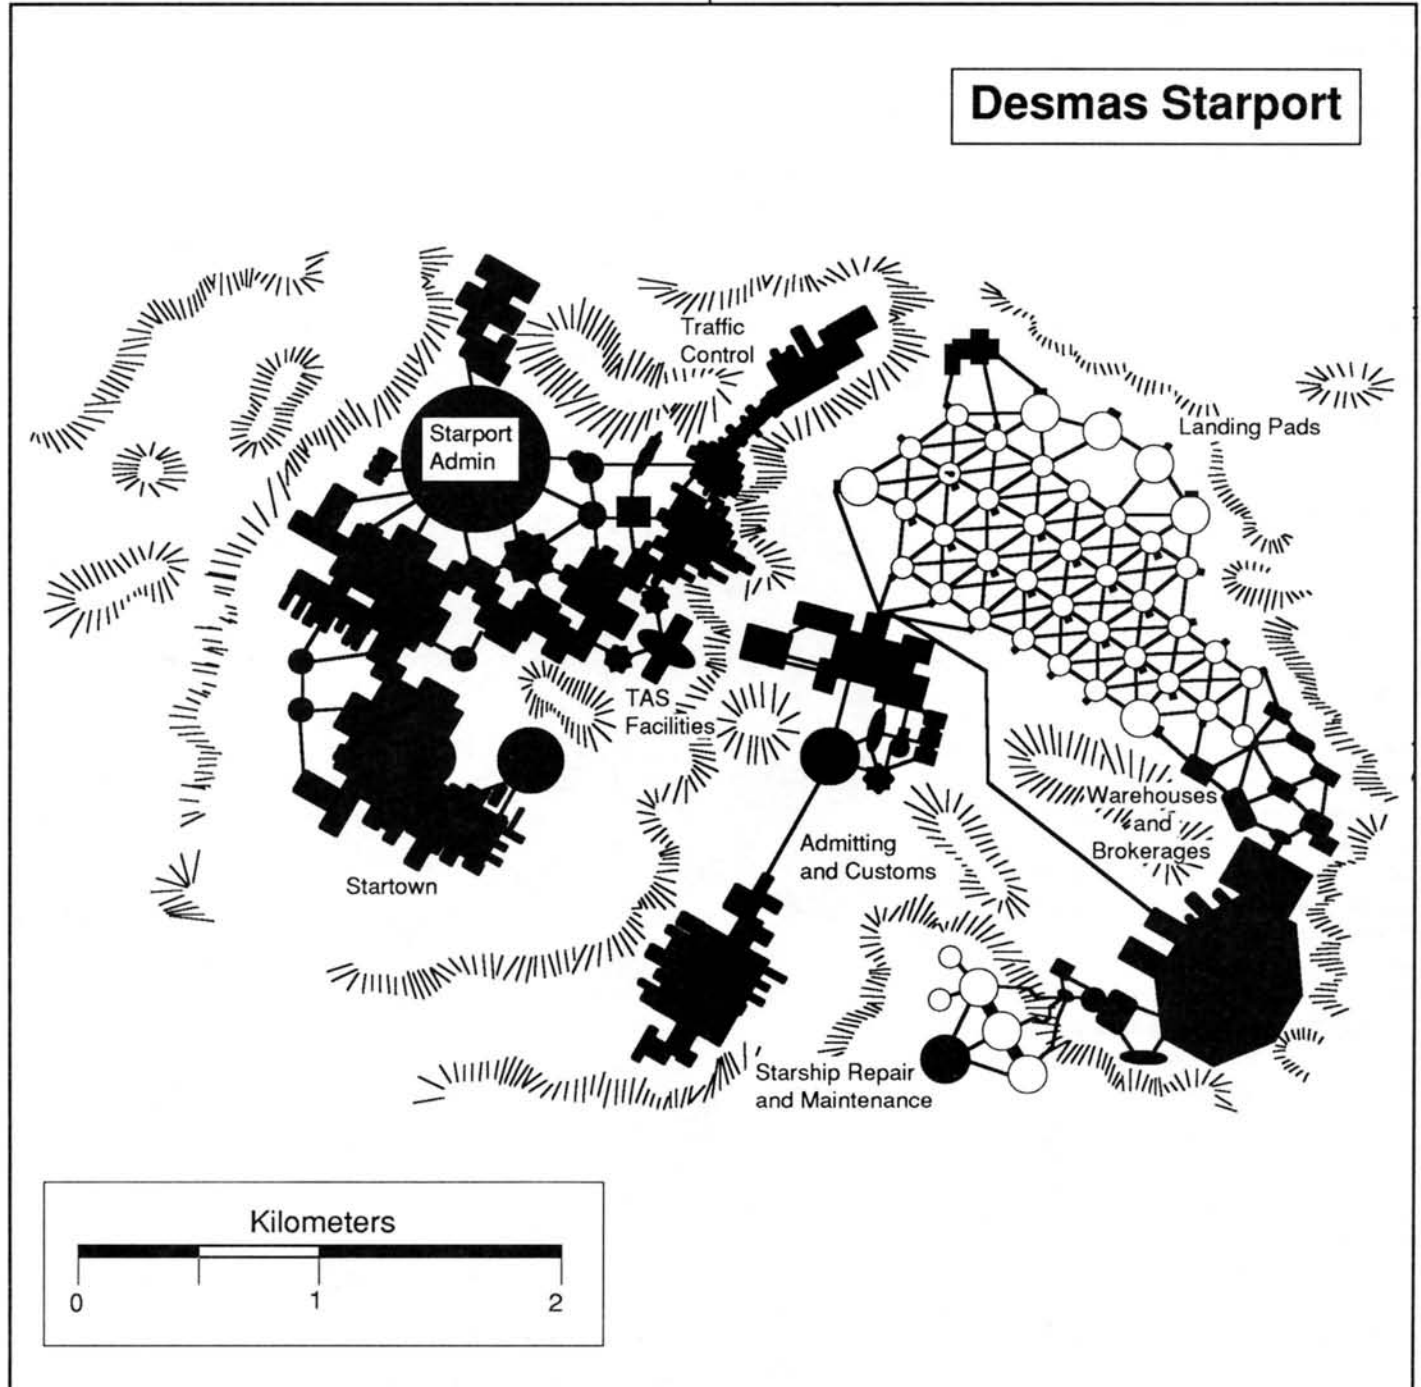 Desmas Starport
Traffic
Control
Landing Pads
Starport
Admin
TAS
Facilities
Warehouses
and
Brokerages
Admitting
and Customs
Startown
Starship Repair
and Maintenance
Kilometers
0
1
2